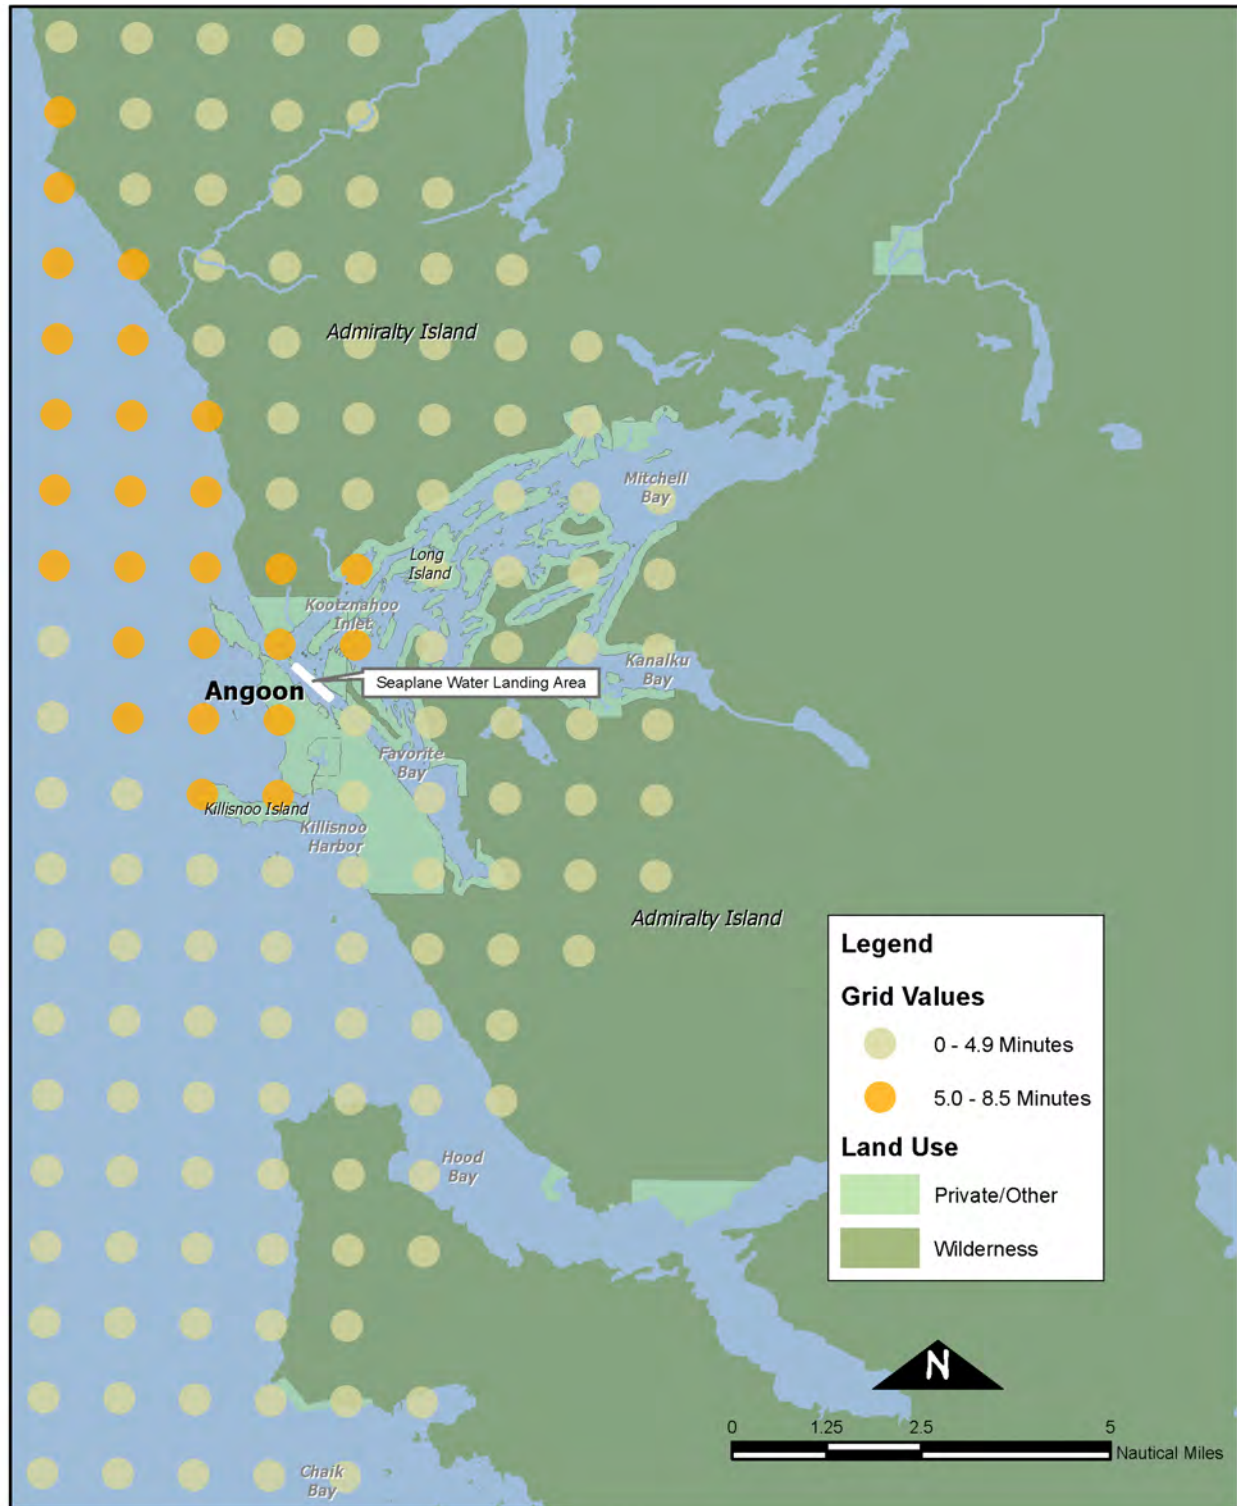 Admiralty Island
Mitchell
Bay
Long
Island
Kootznahoo
Inlet
Kanalku
Bay
Seaplane Water Landing Area
Angoon
Favorite
Bay
Killisnoo Island
Killisnoo
Harbor
Admiralty Island
Legend
Grid Values
0 - 4.9 Minutes
5.0 - 8.5 Minutes
Land Use
Private/Other
Wilderness
Hood
Bay
N
0 1.25 2.5 5
Nautical Miles
Chaik
Bay